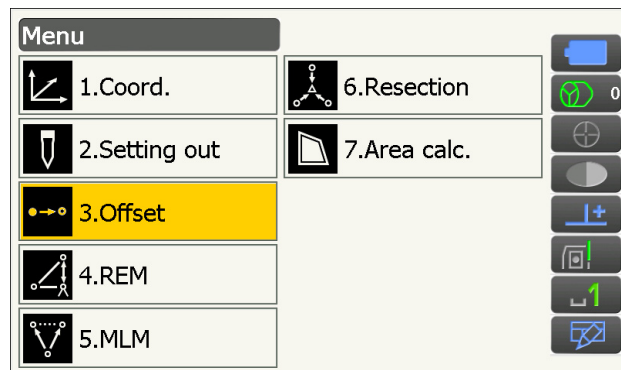 Menu
1.Coord.
2.Setting out
3.Offset
4.REM
5.MLM
6.Resection
7.Area calc.
0
1